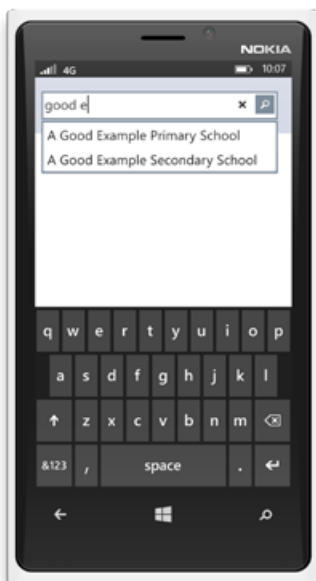 NOKIA
4G 10:07
good e
A Good Example Primary School
A Good Example Secondary School
q w e r t y u i o p
a s d f g h j k l
z x c v b n m
&123 , space .